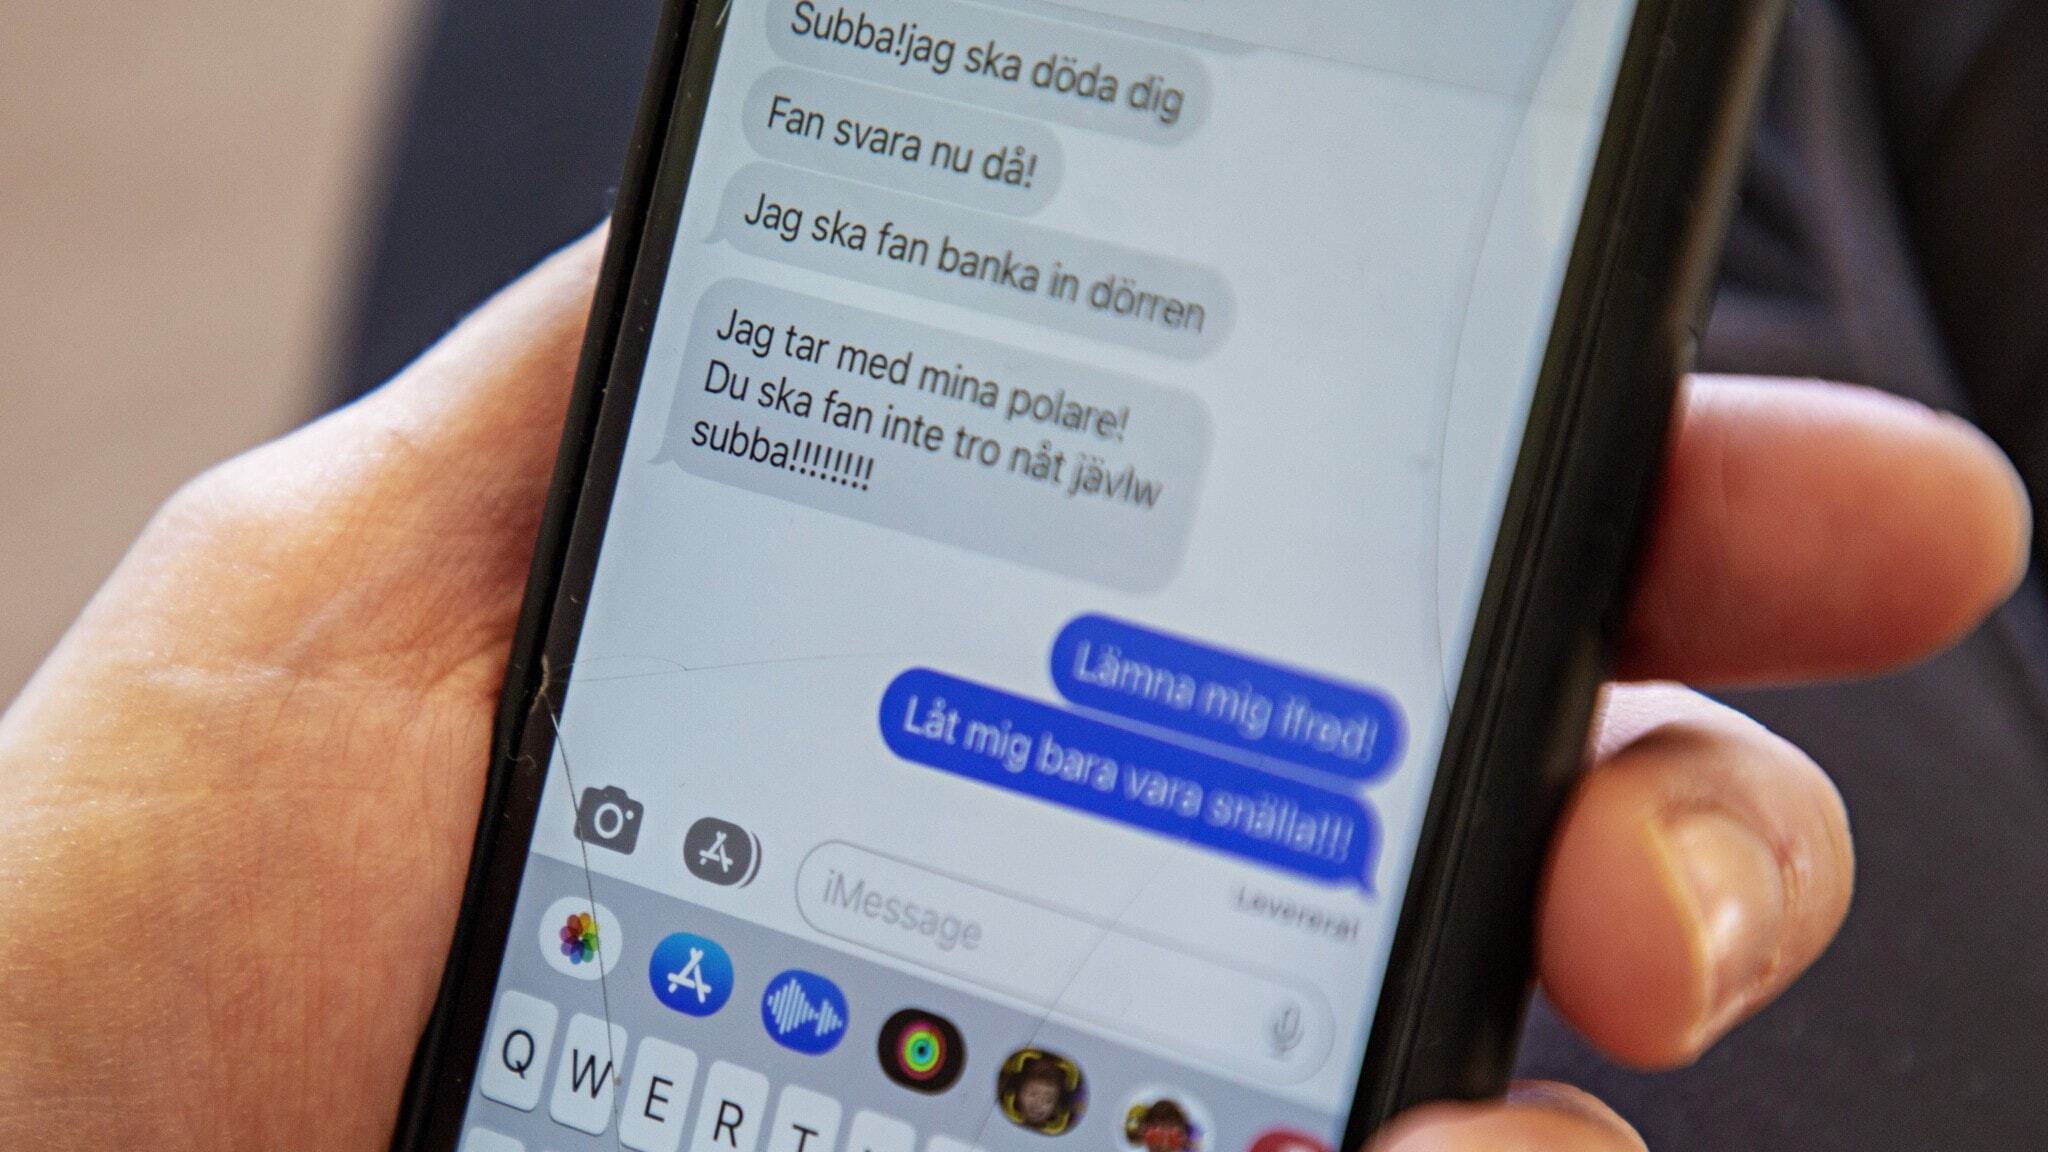 Subba!jag ska döda dig
Fan svara nu då!
Jag ska fan banka in dörren
Jag tar med mina polare!
Du ska fan inte tro nåt jävlw
subba!!!!!!!!
Lämna mig ifred!
Låt mig bara vara snälla!!!
Levererat
iMessage
Q W E R T